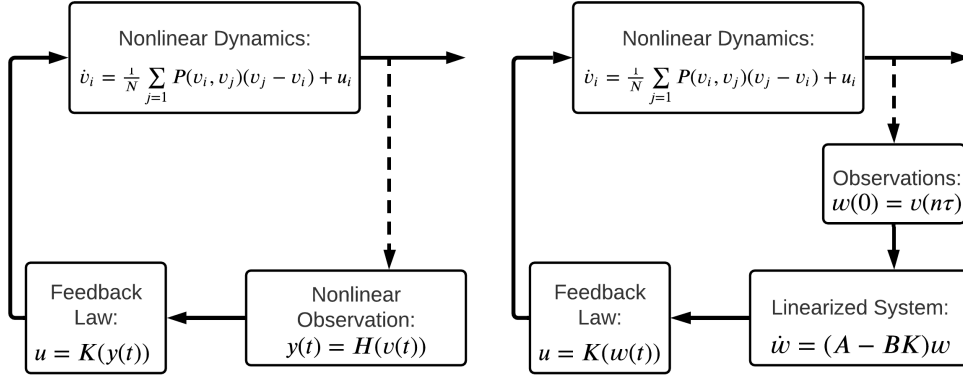 Nonlinear Dynamics:
v̇ᵢ = 1/N ∑_{j=1} P(vᵢ, vⱼ)(vⱼ − vᵢ) + uᵢ
Feedback
Law:
u = K(y(t))
Nonlinear
Observation:
y(t) = H(v(t))
Nonlinear Dynamics:
v̇ᵢ = 1/N ∑_{j=1} P(vᵢ, vⱼ)(vⱼ − vᵢ) + uᵢ
Observations:
w(0) = v(nτ)
Feedback
Law:
u = K(w(t))
Linearized System:
ẇ = (A − BK)w